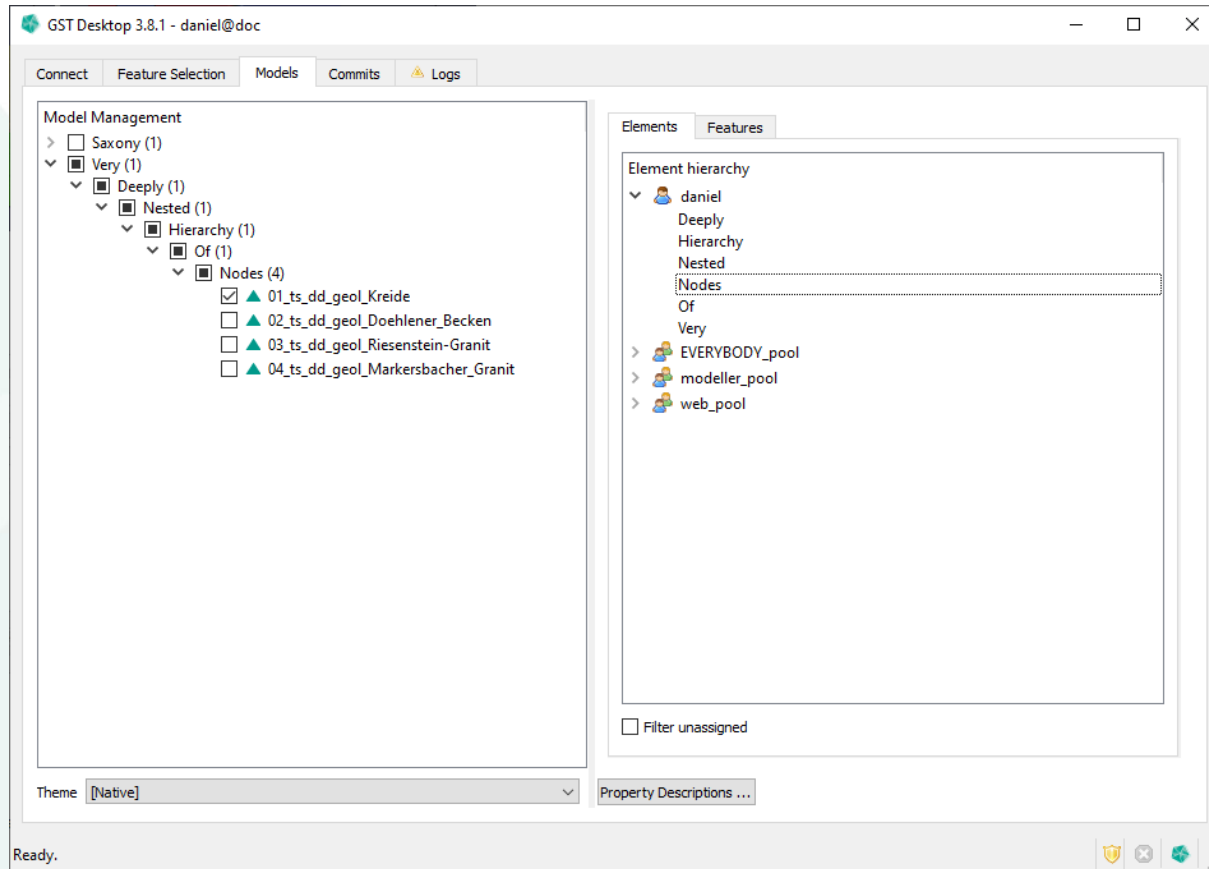 GST Desktop 3.8.1 - daniel@doc
Connect Feature Selection Models Commits Logs
Model Management
Saxony (1)
Very (1)
Deeply (1)
Nested (1)
Hierarchy (1)
Of (1)
Nodes (4)
01_ts_dd_geol_Kreide
02_ts_dd_geol_Doehlener_Becken
03_ts_dd_geol_Riesenstein-Granit
04_ts_dd_geol_Markersbacher_Granit
Theme [Native]
Elements Features
Element hierarchy
daniel
Deeply
Hierarchy
Nested
Nodes
Of
Very
EVERYBODY_pool
modeller_pool
web_pool
Filter unassigned
Property Descriptions ...
Ready.